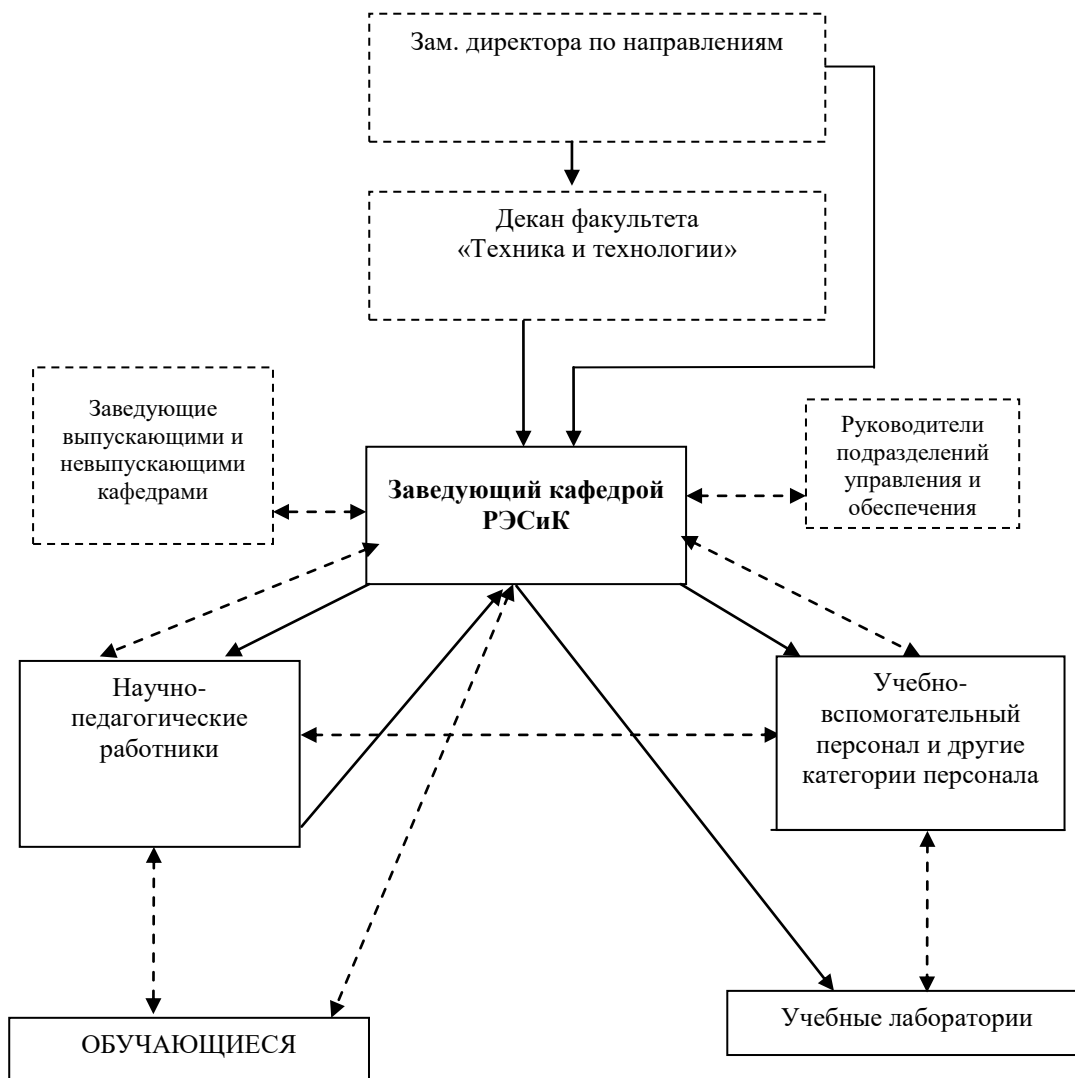 Зам. директора по направлениям
Декан факультета
«Техника и технологии»
Заведующие
выпускающими и
невыпускающими
кафедрами
Руководители
подразделений
управления и
обеспечения
Заведующий кафедрой
РЭСиК
Научно-
педагогические
работники
Учебно-
вспомогательный
персонал и другие
категории персонала
ОБУЧАЮЩИЕСЯ
Учебные лаборатории